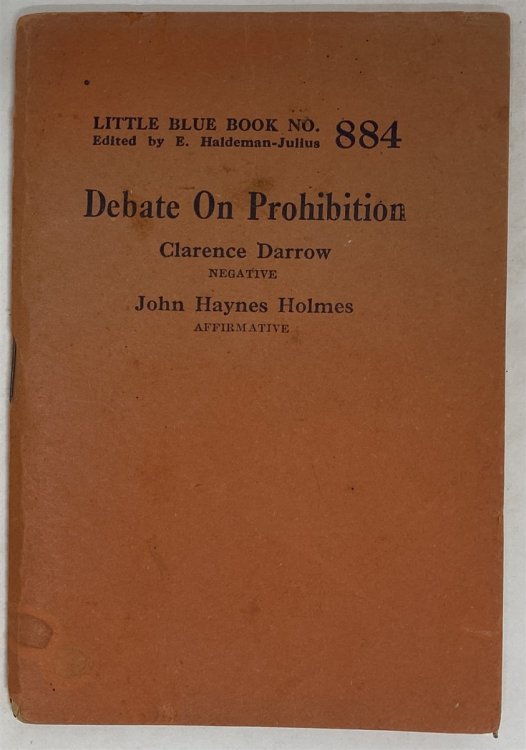 LITTLE BLUE BOOK NO. 884
Edited by E. Haldeman-Julius
Debate On Prohibition
Clarence Darrow
NEGATIVE
John Haynes Holmes
AFFIRMATIVE